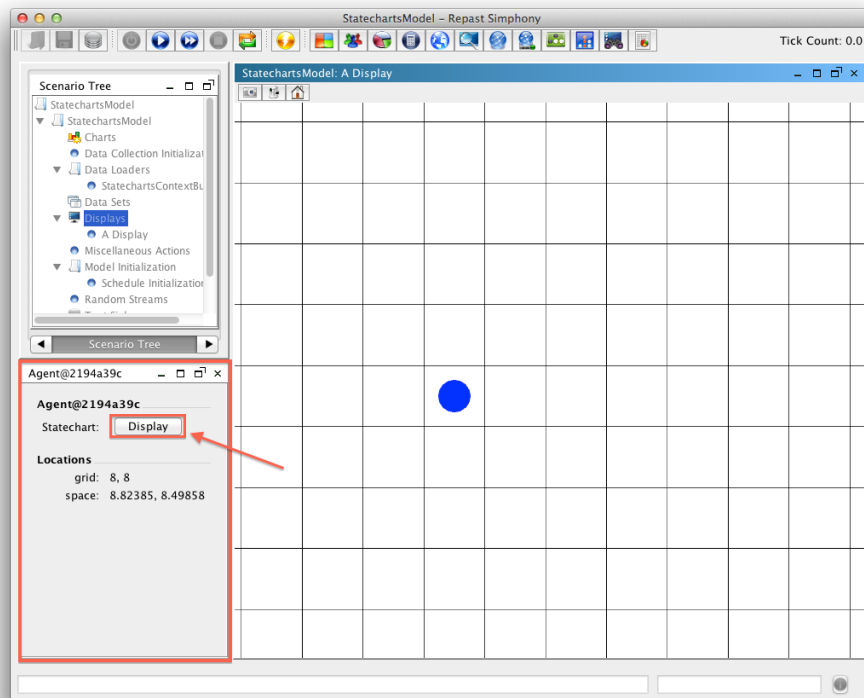 StatechartsModel - Repast Simphony
Tick Count: 0.0
Scenario Tree
StatechartsModel
StatechartsModel
Charts
Data Collection Initializat
Data Loaders
StatechartsContextBu
Data Sets
Displays
A Display
Miscellaneous Actions
Model Initialization
Schedule Initialization
Random Streams
Scenario Tree
StatechartsModel: A Display
Agent@2194a39c
Agent@2194a39c
Statechart: Display
Locations
grid: 8, 8
space: 8.82385, 8.49858